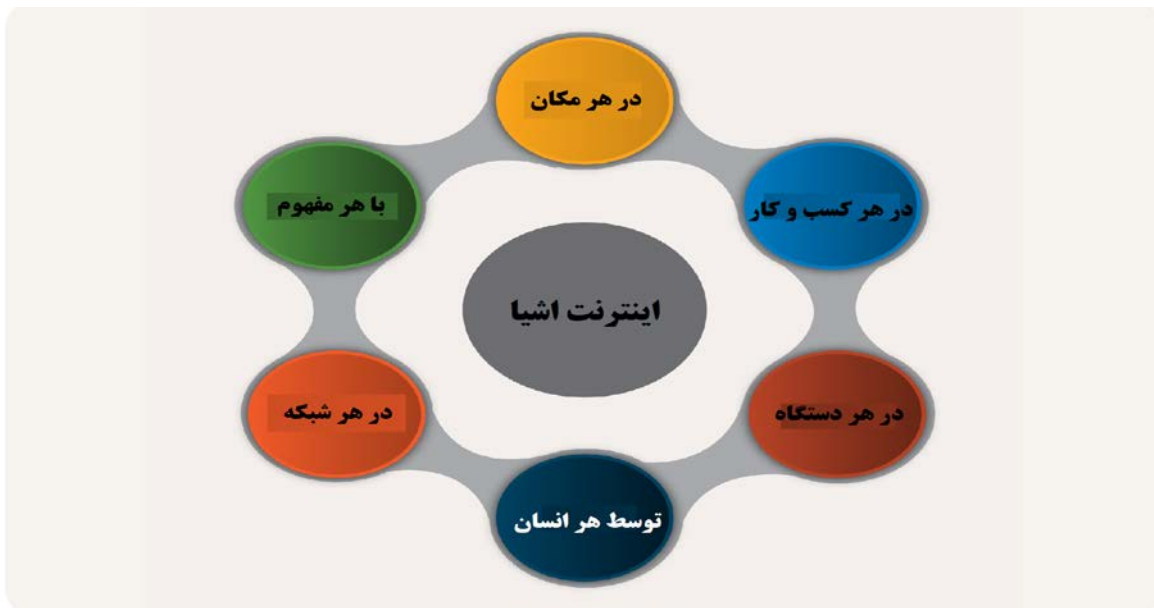 در هر مکان
در هر کسب و کار
با هر مفهوم
اینترنت اشیا
در هر دستگاه
در هر شبکه
توسط هر انسان